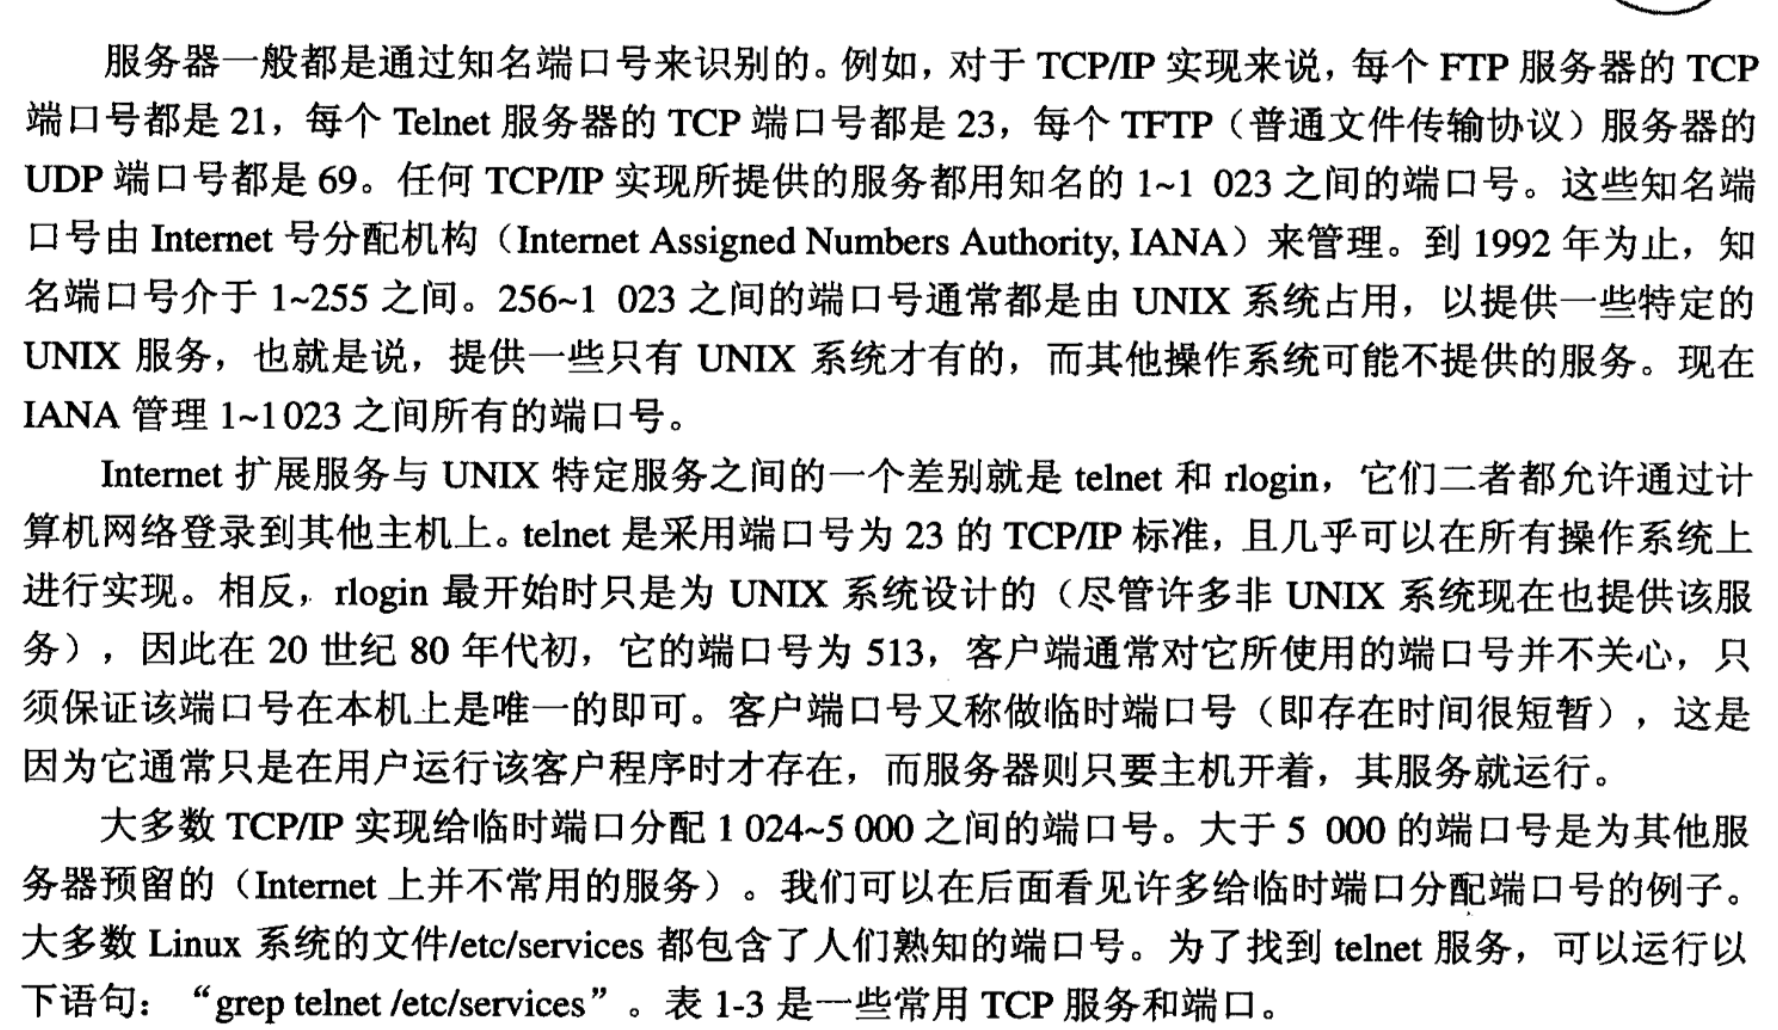 服务器一般都是通过知名端口号来识别的。例如，对于 TCP/IP 实现来说，每个 FTP 服务器的 TCP
端口号都是 21，每个 Telnet 服务器的 TCP 端口号都是 23，每个 TFTP（普通文件传输协议）服务器的
UDP 端口号都是 69。任何 TCP/IP 实现所提供的服务都用知名的 1~1 023 之间的端口号。这些知名端
口号由 Internet 号分配机构（Internet Assigned Numbers Authority, IANA）来管理。到 1992 年为止，知
名端口号介于 1~255 之间。256~1 023 之间的端口号通常都是由 UNIX 系统占用，以提供一些特定的
UNIX 服务，也就是说，提供一些只有 UNIX 系统才有的，而其他操作系统可能不提供的服务。现在
IANA 管理 1~1 023 之间所有的端口号。
Internet 扩展服务与 UNIX 特定服务之间的一个差别就是 telnet 和 rlogin，它们二者都允许通过计
算机网络登录到其他主机上。telnet 是采用端口号为 23 的 TCP/IP 标准，且几乎可以在所有操作系统上
进行实现。相反，rlogin 最开始时只是为 UNIX 系统设计的（尽管许多非 UNIX 系统现在也提供该服
务），因此在 20 世纪 80 年代初，它的端口号为 513，客户端通常对它所使用的端口号并不关心，只
须保证该端口号在本机上是唯一的即可。客户端口号又称做临时端口号（即存在时间很短暂），这是
因为它通常只是在用户运行该客户程序时才存在，而服务器则只要主机开着，其服务就运行。
大多数 TCP/IP 实现给临时端口分配 1 024~5 000 之间的端口号。大于 5 000 的端口号是为其他服
务器预留的（Internet 上并不常用的服务）。我们可以在后面看见许多给临时端口分配端口号的例子。
大多数 Linux 系统的文件/etc/services 都包含了人们熟知的端口号。为了找到 telnet 服务，可以运行以
下语句：“grep telnet /etc/services”。表 1-3 是一些常用 TCP 服务和端口。